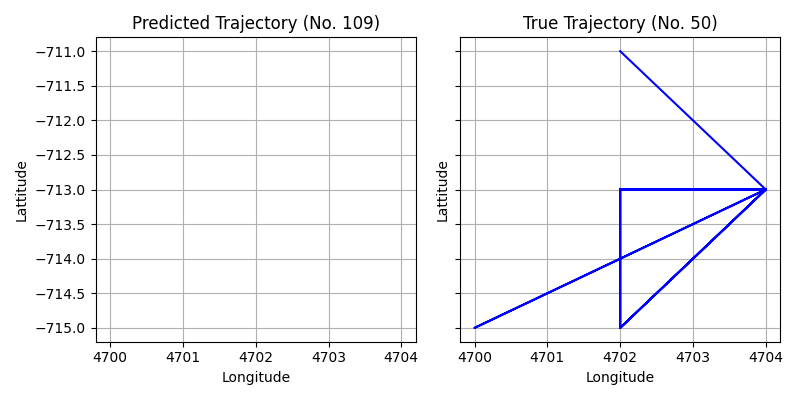 Predicted Trajectory (No. 109)
True Trajectory (No. 50)
−711.0
−711.5
−712.0
−712.5
−713.0
−713.5
−714.0
−714.5
−715.0
Lattitude
Lattitude
4700 4701 4702 4703 4704
4700 4701 4702 4703 4704
Longitude
Longitude